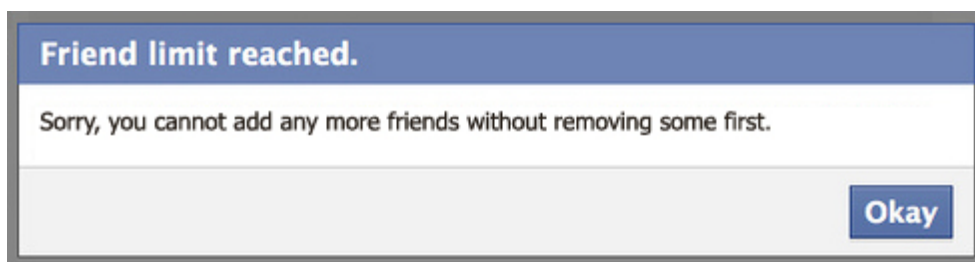 Friend limit reached.
Sorry, you cannot add any more friends without removing some first.
Okay